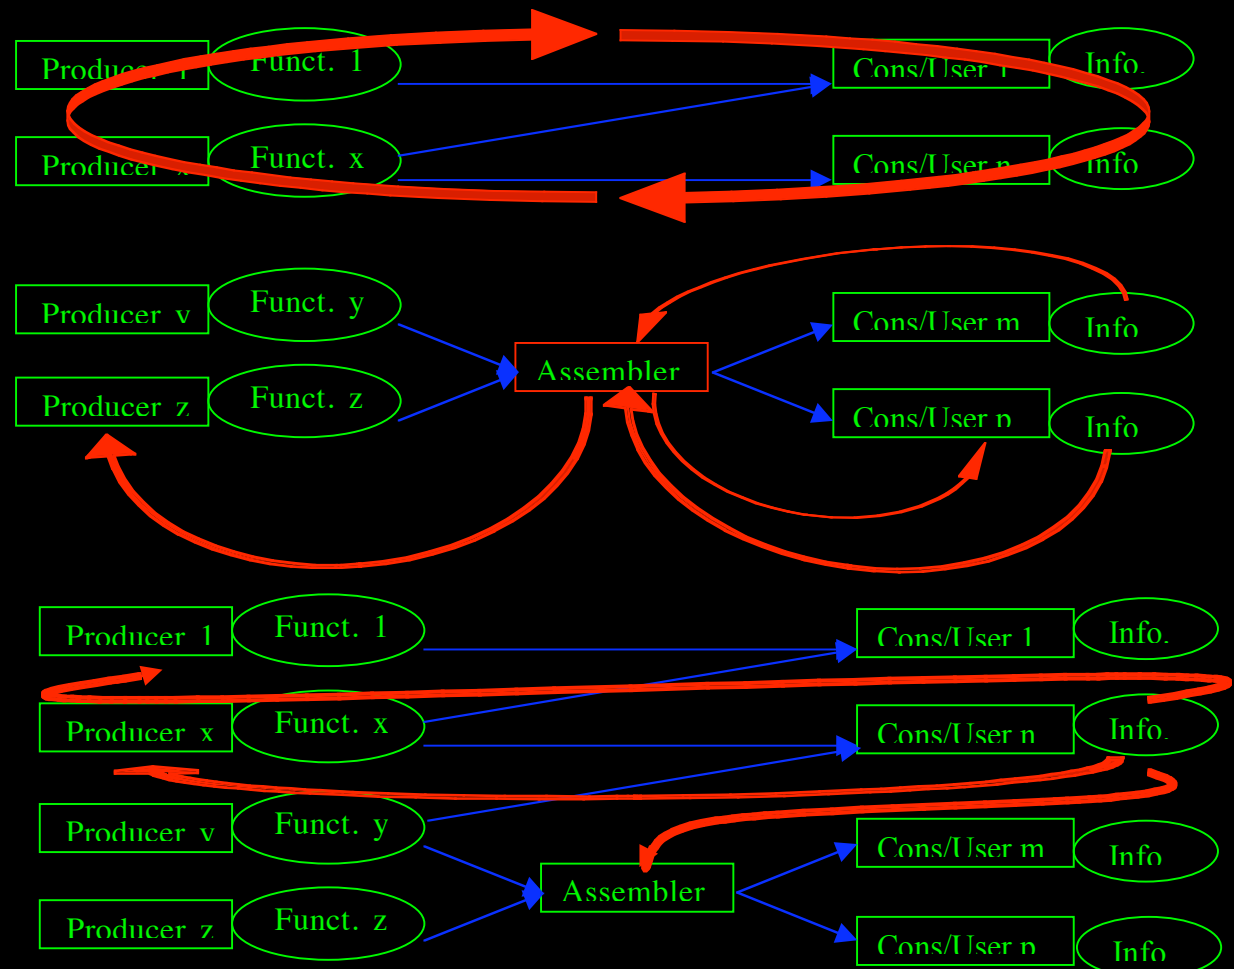 Producer 1 Funct. 1 Cons/User 1 Info.
Producer x Funct. x Cons/User n Info
Producer y Funct. y Cons/User m Info
Assembler
Producer z Funct. z Cons/User p Info
Producer 1 Funct. 1 Cons/User 1 Info.
Producer x Funct. x Cons/User n Info.
Producer y Funct. y Cons/User m Info
Assembler
Producer z Funct. z Cons/User p Info